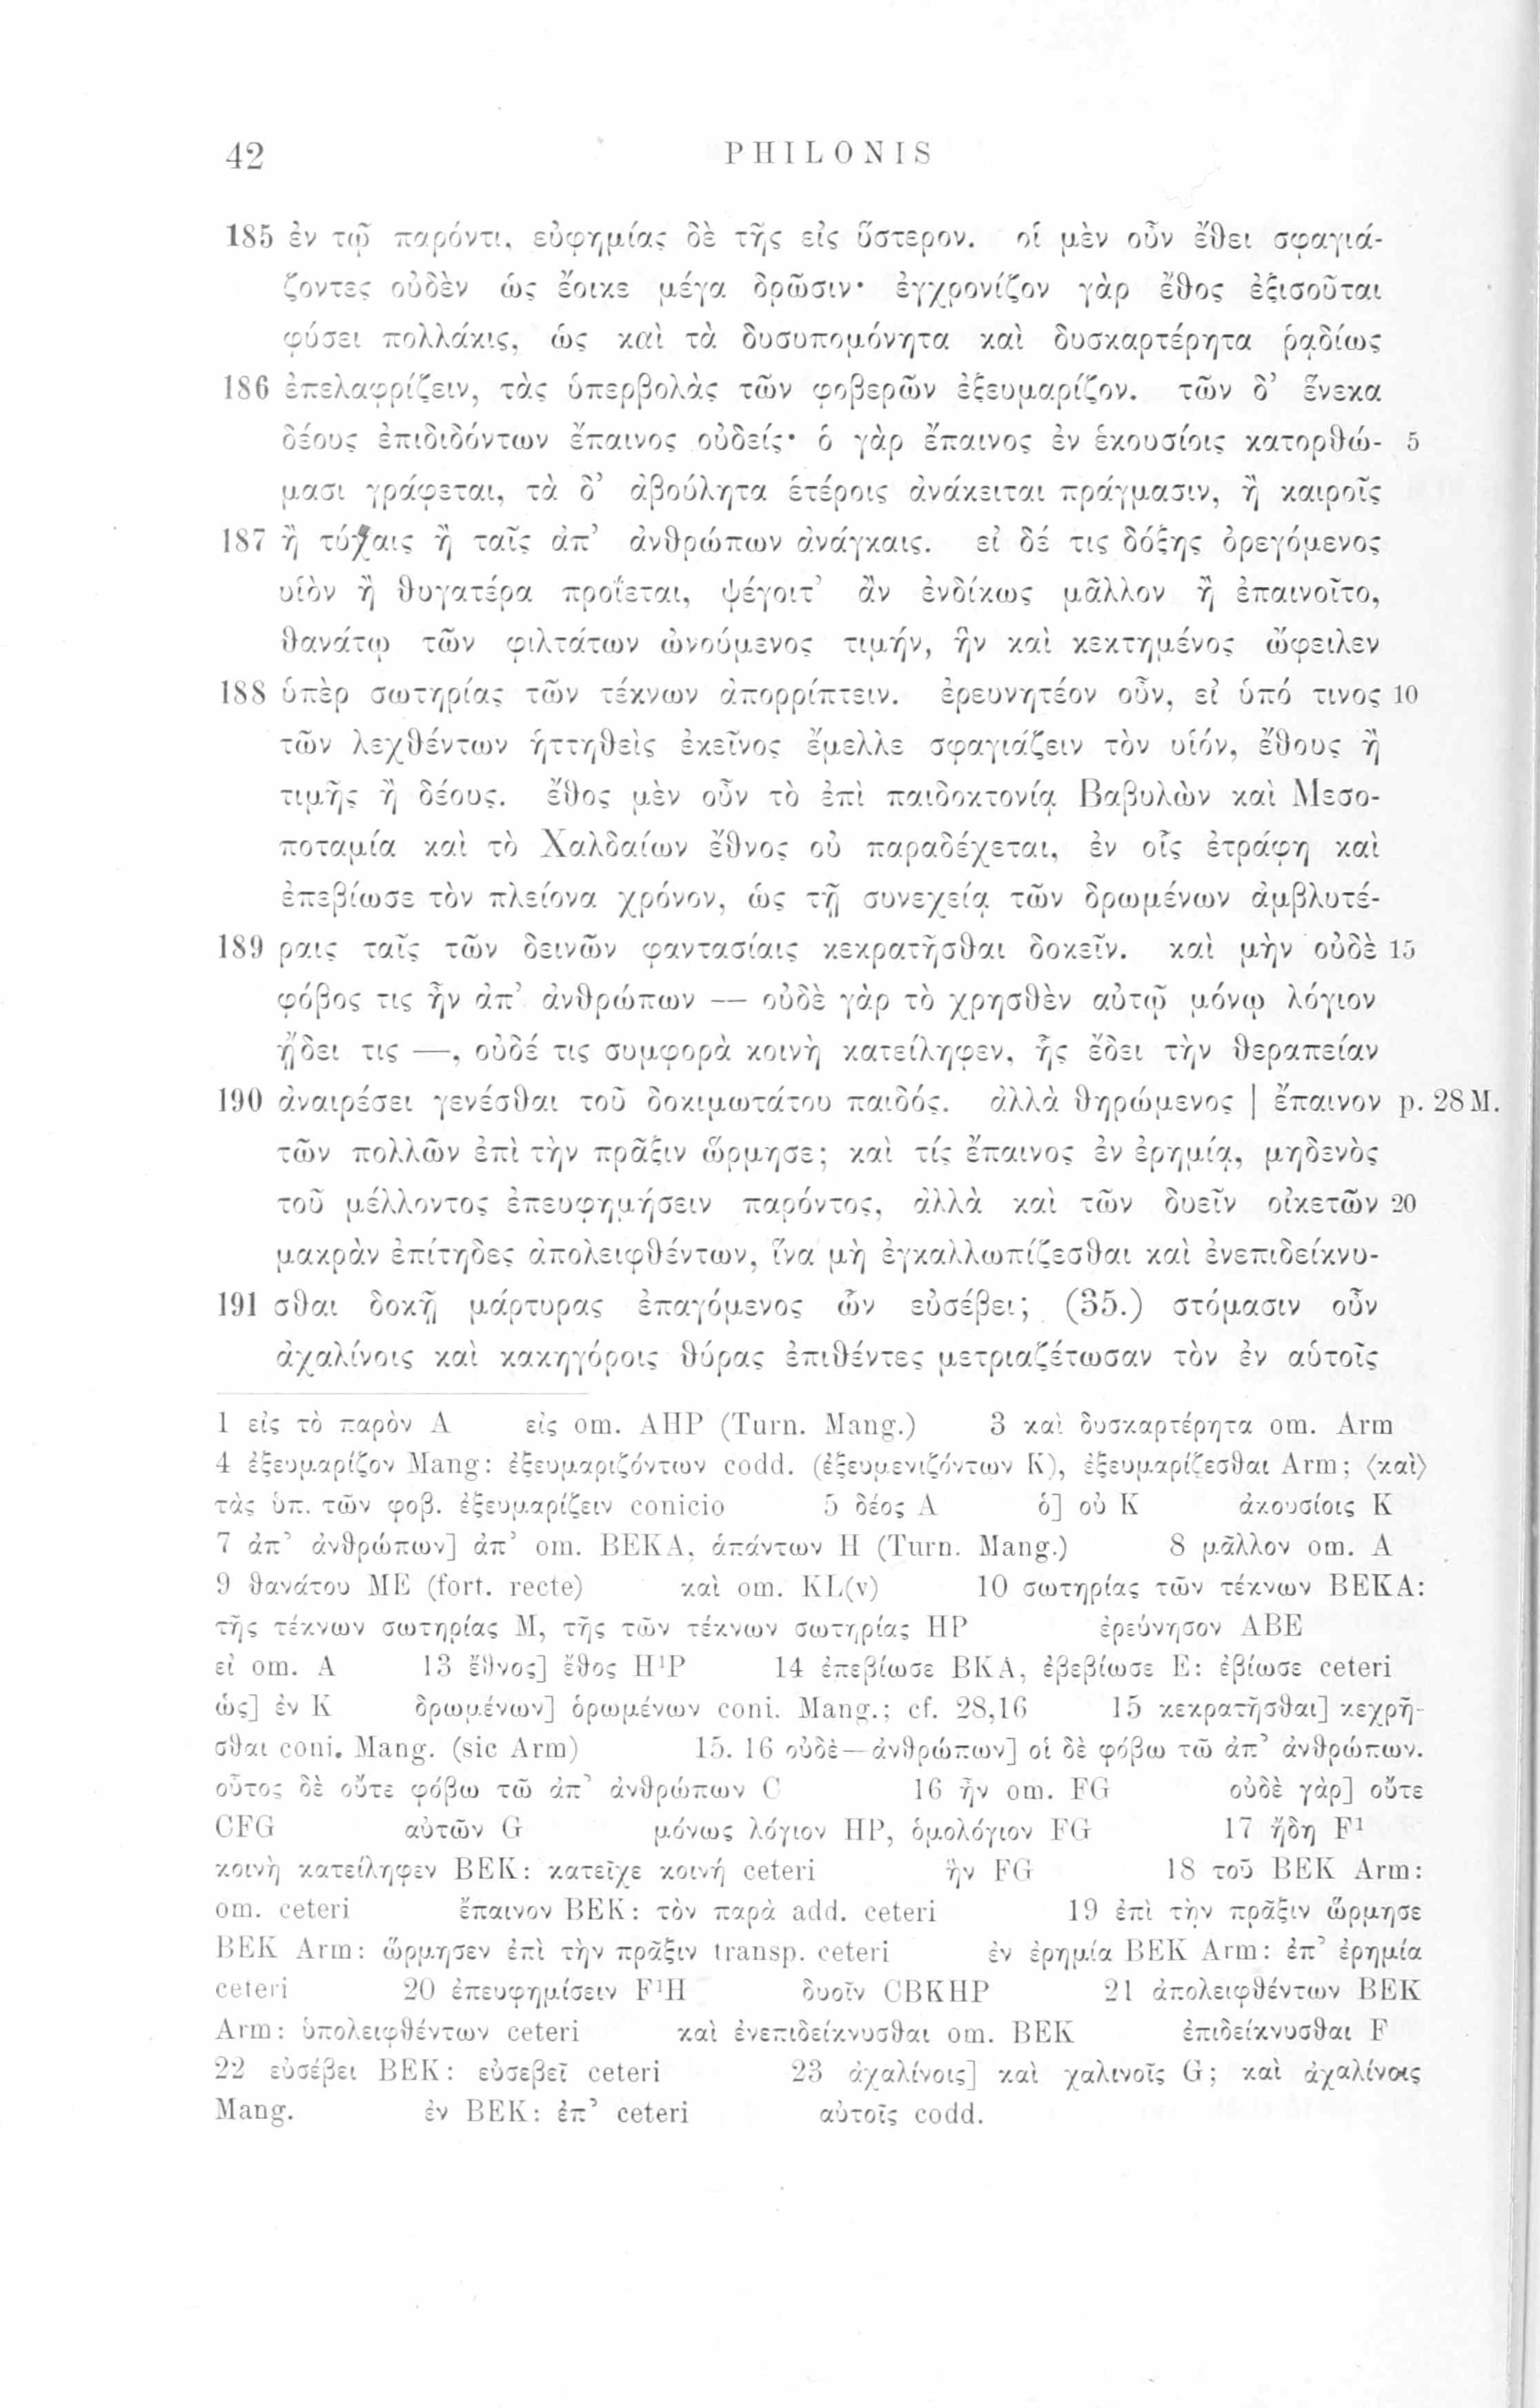 42 PHILONIS
185 ἐν τῷ παρόντι, εὐφημίας δὲ τῆς εἰς ὕστερον. οἱ μὲν οὖν ἔθει σφαγιά-
ζοντες οὐδὲν ὡς ἔοικε μέγα δρῶσιν· ἐγχρονίζον γὰρ ἔθος ἐξισοῦται
φύσει πολλάκις, ὡς καὶ τὰ δυσυπομόνητα καὶ δυσκαρτέρητα ῥᾳδίως
186 ἐπελαφρίζειν, τὰς ὑπερβολὰς τῶν φοβερῶν ἐξευμαρίζον. τῶν δ’ ἕνεκα
δέους ἐπιδιδόντων ἔπαινος οὐδείς· ὁ γὰρ ἔπαινος ἐν ἑκουσίοις κατορθώ- 5
μασι γράφεται, τὰ δ’ ἀβούλητα ἑτέροις ἀνάκειται πράγμασιν, ἢ καιροῖς
187 ἢ τύχαις ἢ ταῖς ἀπ’ ἀνθρώπων ἀνάγκαις. εἰ δέ τις δόξης ὀρεγόμενος
υἱὸν ἢ θυγατέρα προΐεται, ψέγοιτ’ ἂν ἐνδίκως μᾶλλον ἢ ἐπαινοῖτο,
θανάτῳ τῶν φιλτάτων ὠνούμενος τιμήν, ἣν καὶ κεκτημένος ὤφειλεν
188 ὑπὲρ σωτηρίας τῶν τέκνων ἀπορρίπτειν. ἐρευνητέον οὖν, εἰ ὑπό τινος 10
τῶν λεχθέντων ἡττηθεὶς ἐκεῖνος ἔμελλε σφαγιάζειν τὸν υἱόν, ἔθους ἢ
τιμῆς ἢ δέους. ἔθος μὲν οὖν τὸ ἐπὶ παιδοκτονίᾳ Βαβυλὼν καὶ Μεσο-
ποταμία καὶ τὸ Χαλδαίων ἔθνος οὐ παραδέχεται, ἐν οἷς ἐτράφη καὶ
ἐπεβίωσε τὸν πλείονα χρόνον, ὡς τῇ συνεχείᾳ τῶν δρωμένων ἀμβλυτέ-
189 ραις ταῖς τῶν δεινῶν φαντασίαις κεκρατῆσθαι δοκεῖν. καὶ μὴν οὐδὲ 15
φόβος τις ἦν ἀπ’ ἀνθρώπων — οὐδὲ γὰρ τὸ χρησθὲν αὐτῷ μόνῳ λόγιον
ᾔδει τις —, οὐδέ τις συμφορὰ κοινὴ κατείληφεν, ἧς ἔδει τὴν θεραπείαν
190 ἀναιρέσει γενέσθαι τοῦ δοκιμωτάτου παιδός. ἀλλὰ θηρώμενος | ἔπαινον p. 28 M.
τῶν πολλῶν ἐπὶ τὴν πρᾶξιν ὥρμησε; καὶ τίς ἔπαινος ἐν ἐρημίᾳ, μηδενὸς
τοῦ μέλλοντος ἐπευφημήσειν παρόντος, ἀλλὰ καὶ τῶν δυεῖν οἰκετῶν 20
μακρὰν ἐπίτηδες ἀπολειφθέντων, ἵνα μὴ ἐγκαλλωπίζεσθαι καὶ ἐνεπιδείκνυ-
191 σθαι δοκῇ μάρτυρας ἐπαγόμενος ὧν εὐσέβει; (35.) στόμασιν οὖν
ἀχαλίνοις καὶ κακηγόροις θύρας ἐπιθέντες μετριαζέτωσαν τὸν ἐν αὑτοῖς
1 εἰς τὸ παρὸν A εἰς om. AHP (Turn. Mang.) 3 καὶ δυσκαρτέρητα om. Arm
4 ἐξευμαρίζον Mang: ἐξευμαριζόντων codd. (ἐξευμενιζόντων K), ἐξευμαρίζεσθαι Arm; ⟨καὶ⟩
τὰς ὑπ. τῶν φοβ. ἐξευμαρίζειν conicio 5 δέος A ὁ] οὐ K ἀκουσίοις K
7 ἀπ’ ἀνθρώπων] ἀπ’ om. BEKA, ἁπάντων H (Turn. Mang.) 8 μᾶλλον om. A
9 θανάτου ME (fort. recte) καὶ om. KL(v) 10 σωτηρίας τῶν τέκνων BEKA:
τῆς τέκνων σωτηρίας M, τῆς τῶν τέκνων σωτηρίας HP ἐρεύνησον ABE
εἰ om. A 13 ἔθνος] ἔθος H¹P 14 ἐπεβίωσε BKA, ἐβεβίωσε E: ἐβίωσε ceteri
ὡς] ἐν K δρωμένων] ὁρωμένων coni. Mang.; cf. 28,16 15 κεκρατῆσθαι] κεχρῆ-
σθαι coni. Mang. (sic Arm) 15. 16 οὐδὲ—ἀνθρώπων] οἱ δὲ φόβω τῶ ἀπ’ ἀνθρώπων.
οὗτος δὲ οὔτε φόβω τῶ ἀπ’ ἀνθρώπων C 16 ἦν om. FG οὐδὲ γὰρ] οὔτε
CFG αὐτῶν G μόνως λόγιον HP, ὁμολόγιον FG 17 ἤδη F¹
κοινὴ κατείληφεν BEK: κατεῖχε κοινή ceteri ἣν FG 18 τοῦ BEK Arm:
om. ceteri ἔπαινον BEK: τὸν παρὰ add. ceteri 19 ἐπὶ τὴν πρᾶξιν ὥρμησε
BEK Arm: ὥρμησεν ἐπὶ τὴν πρᾶξιν transp. ceteri ἐν ἐρημία BEK Arm: ἐπ’ ἐρημία
ceteri 20 ἐπευφημίσειν F¹H δυοῖν CBKHP 21 ἀπολειφθέντων BEK
Arm: ὑπολειφθέντων ceteri καὶ ἐνεπιδείκνυσθαι om. BEK ἐπιδείκνυσθαι F
22 εὐσέβει BEK: εὐσεβεῖ ceteri 23 ἀχαλίνοις] καὶ χαλινοῖς G; καὶ ἀχαλίνοις
Mang. ἐν BEK: ἐπ’ ceteri αὐτοῖς codd.